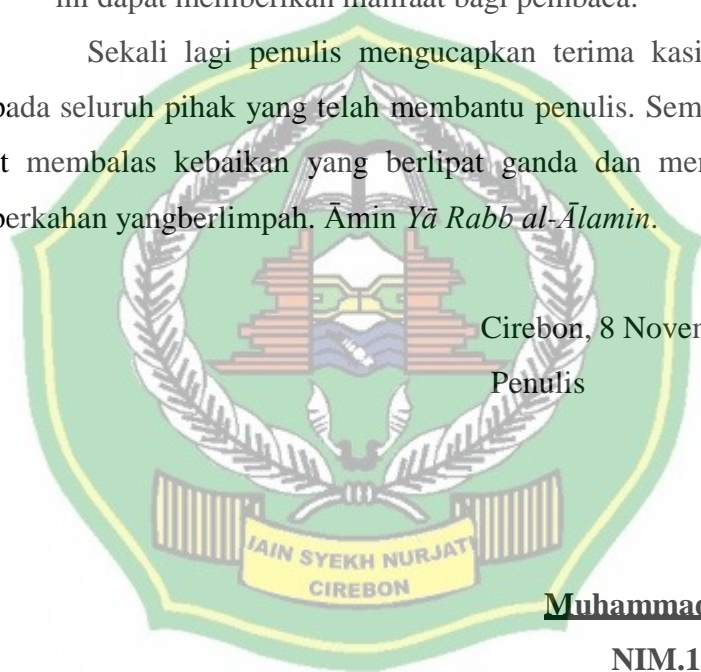 ini dapat memberikan manfaat bagi pembaca.
Sekali lagi penulis mengucapkan terima kasi
pada seluruh pihak yang telah membantu penulis. Sem
t membalas kebaikan yang berlipat ganda dan mer
berkahan yangberlimpah. Āmin Yā Rabb al-Ālamin.
Cirebon, 8 Nover
Penulis
IAIN SYEKH NURJATI
CIREBON
Muhammad
NIM.1